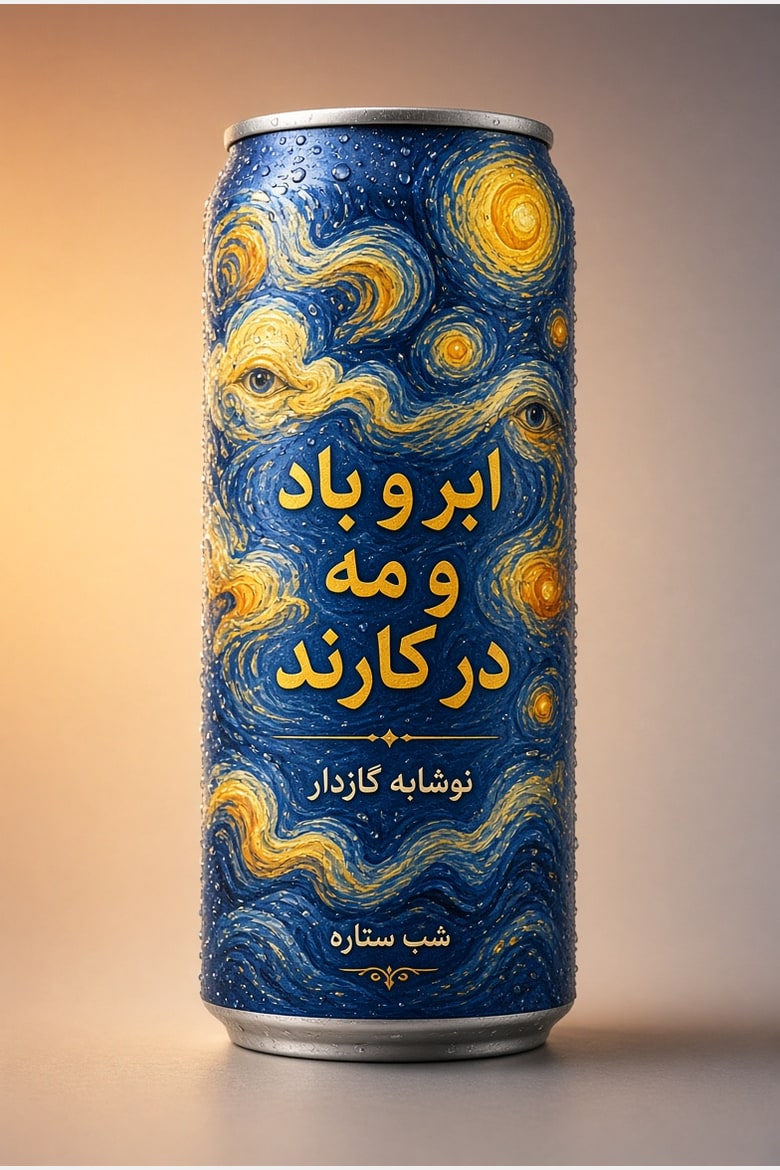 ابر و باد
و مه
در کارند
نوشابه گازدار
شب ستاره